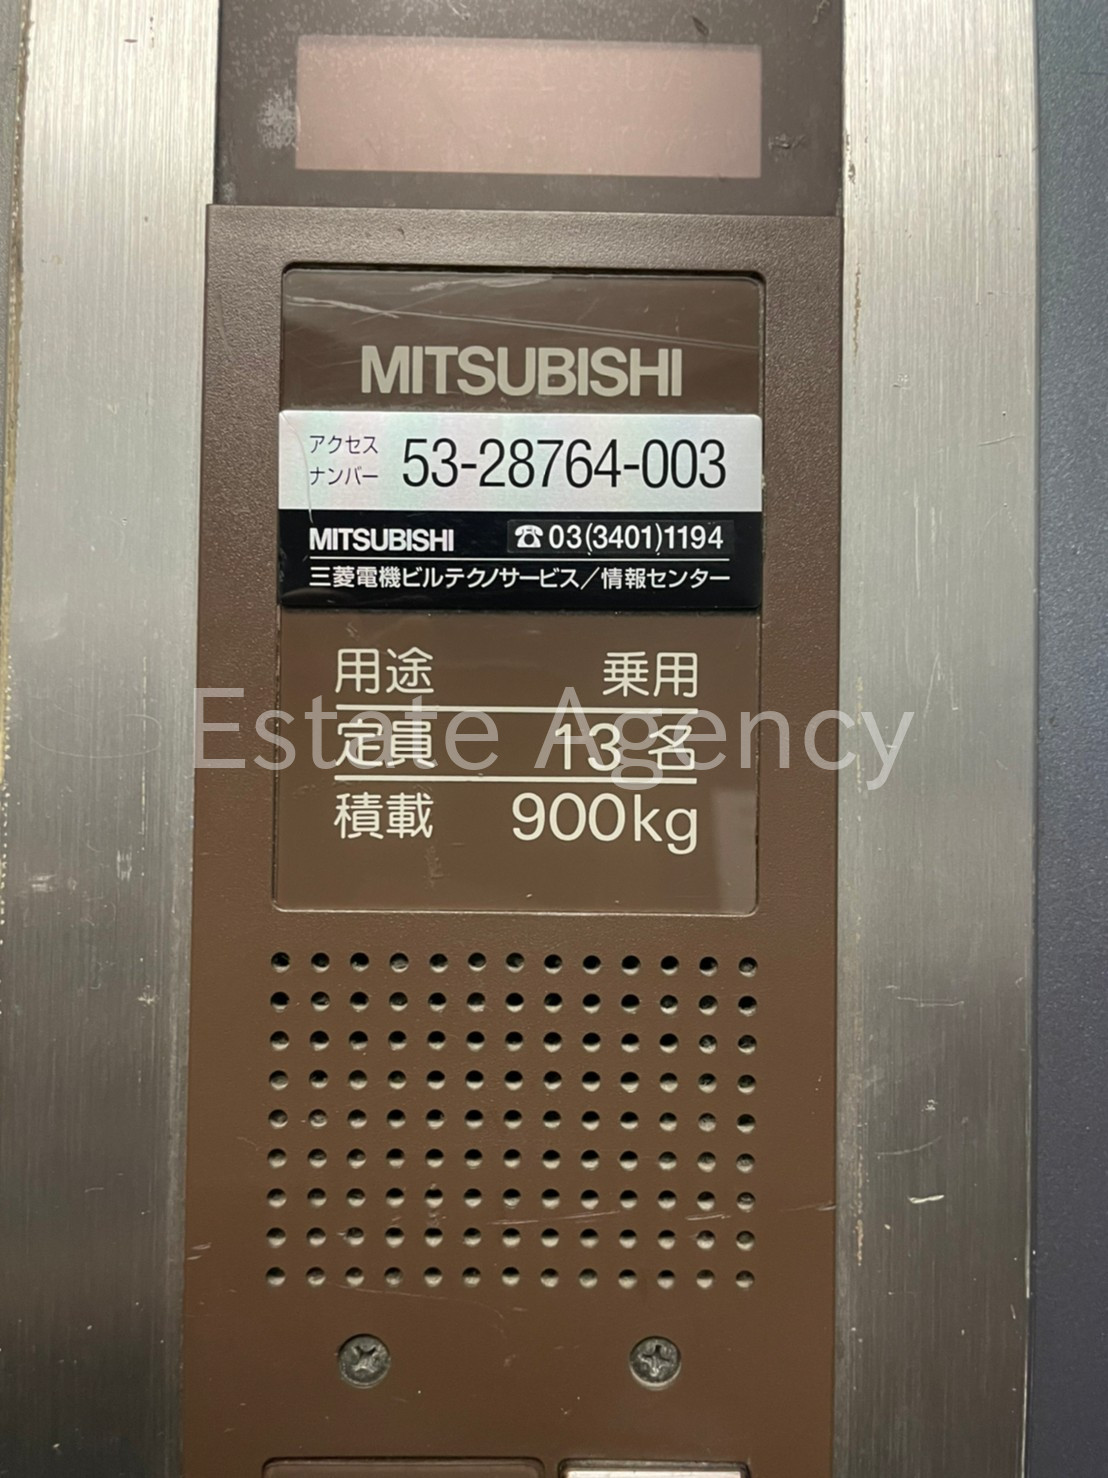 MITSUBISHI
アクセス
ナンバー 53-28764-003
MITSUBISHI ☎03(3401)1194
三菱電機ビルテクノサービス／情報センター
用途 乗用
定員 13名
積載 900kg
Estate Agency